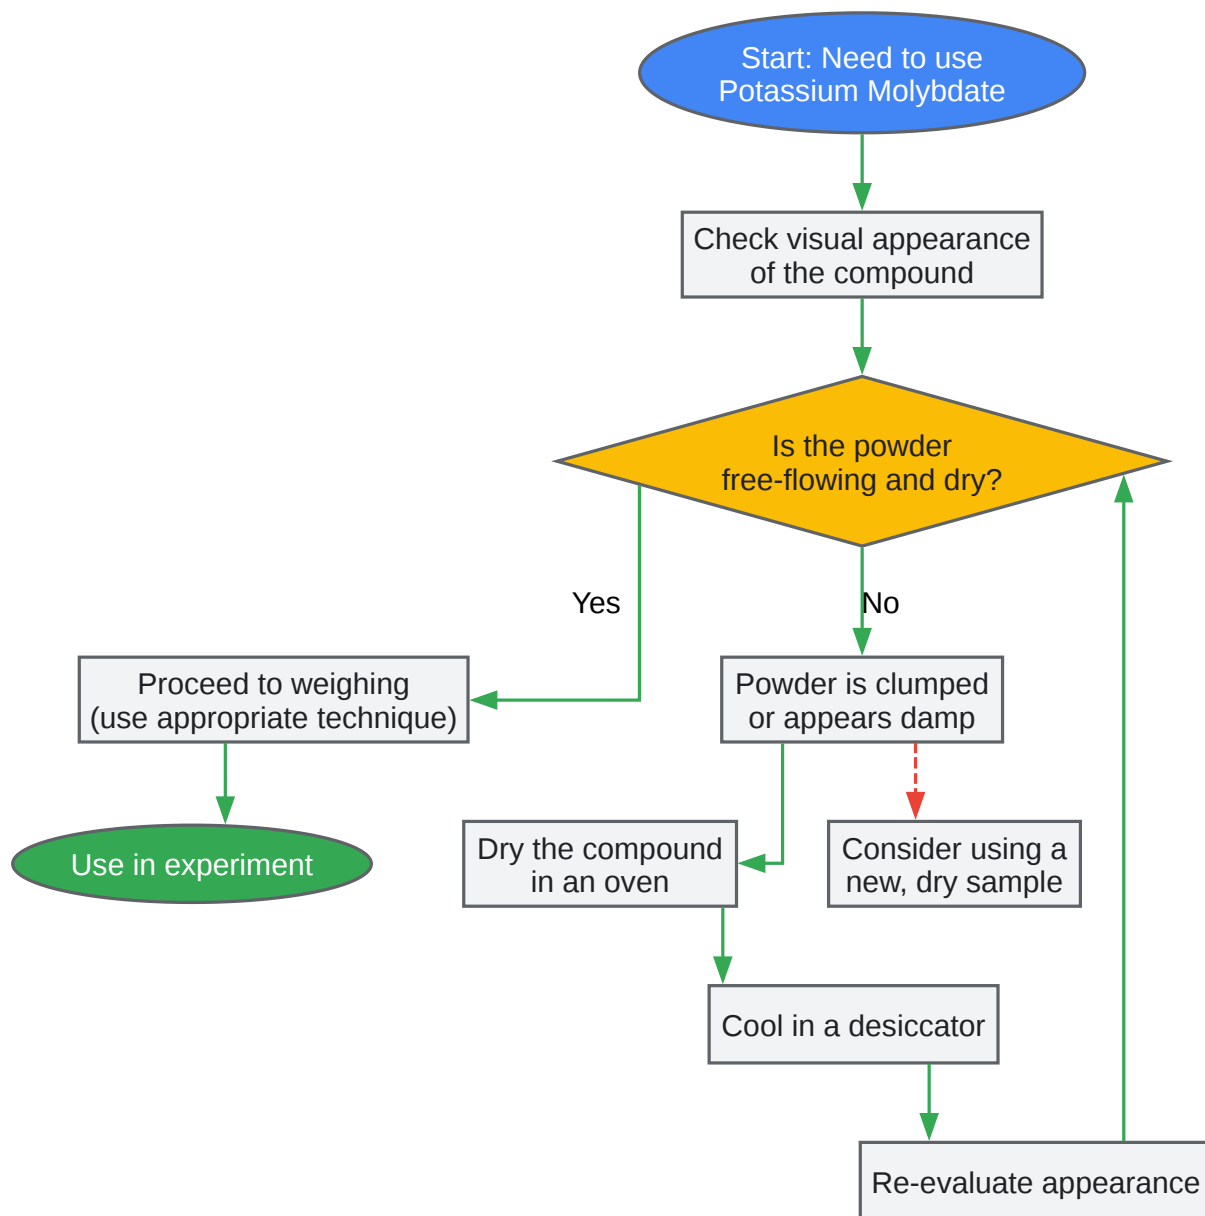 Start: Need to use
Potassium Molybdate
Check visual appearance
of the compound
Is the powder
free-flowing and dry?
Yes
No
Proceed to weighing
(use appropriate technique)
Powder is clumped
or appears damp
Use in experiment
Dry the compound
in an oven
Consider using a
new, dry sample
Cool in a desiccator
Re-evaluate appearance